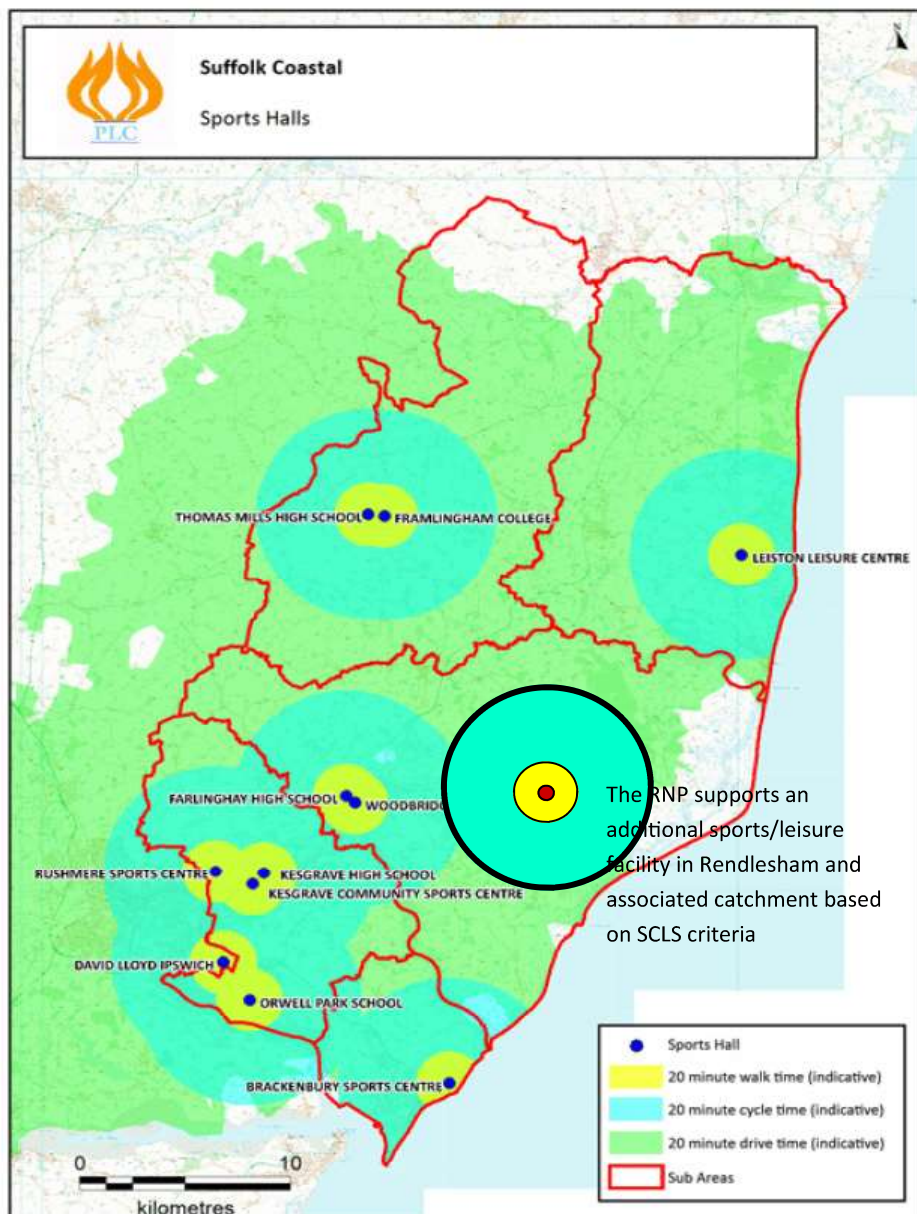 Suffolk Coastal
Sports Halls
PLC
THOMAS MILLS HIGH SCHOOL
FRAMLINGHAM COLLEGE
LEISTON LEISURE CENTRE
FARLINGHAY HIGH SCHOOL
The RNP supports an
additional sports/leisure
facility in Rendlesham and
associated catchment based
on SCLS criteria
RUSHMERE SPORTS CENTRE
KESGRAVE HIGH SCHOOL
KESGRAVE COMMUNITY SPORTS CENTRE
DAVID LLOYD IPSWICH
ORWELL PARK SCHOOL
BRACKENBURY SPORTS CENTRE
Sports Hall
20 minute walk time (indicative)
20 minute cycle time (indicative)
20 minute drive time (indicative)
Sub Areas
0 10
kilometres